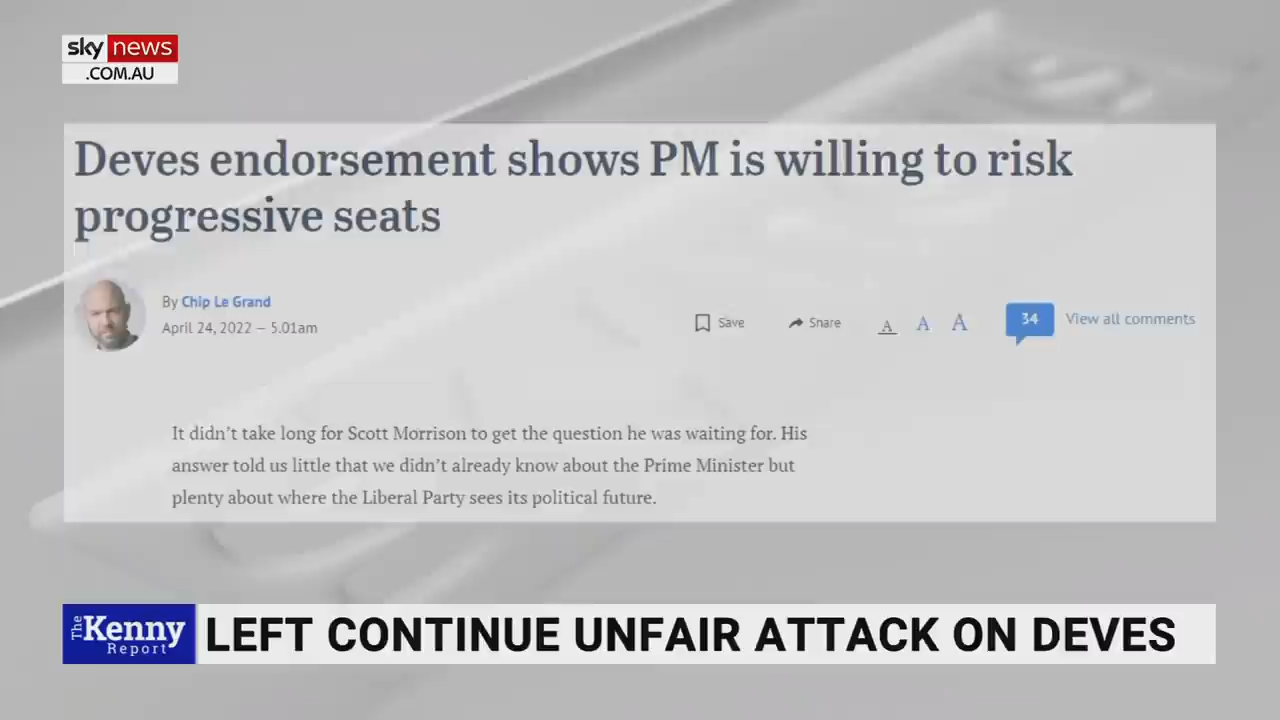 sky news
.COM.AU
Deves endorsement shows PM is willing to risk
progressive seats
By Chip Le Grand
April 24, 2022 — 5.01am
Save
Share
A A A
34
View all comments
It didn't take long for Scott Morrison to get the question he was waiting for. His
answer told us little that we didn't already know about the Prime Minister but
plenty about where the Liberal Party sees its political future.
The Kenny Report
LEFT CONTINUE UNFAIR ATTACK ON DEVES